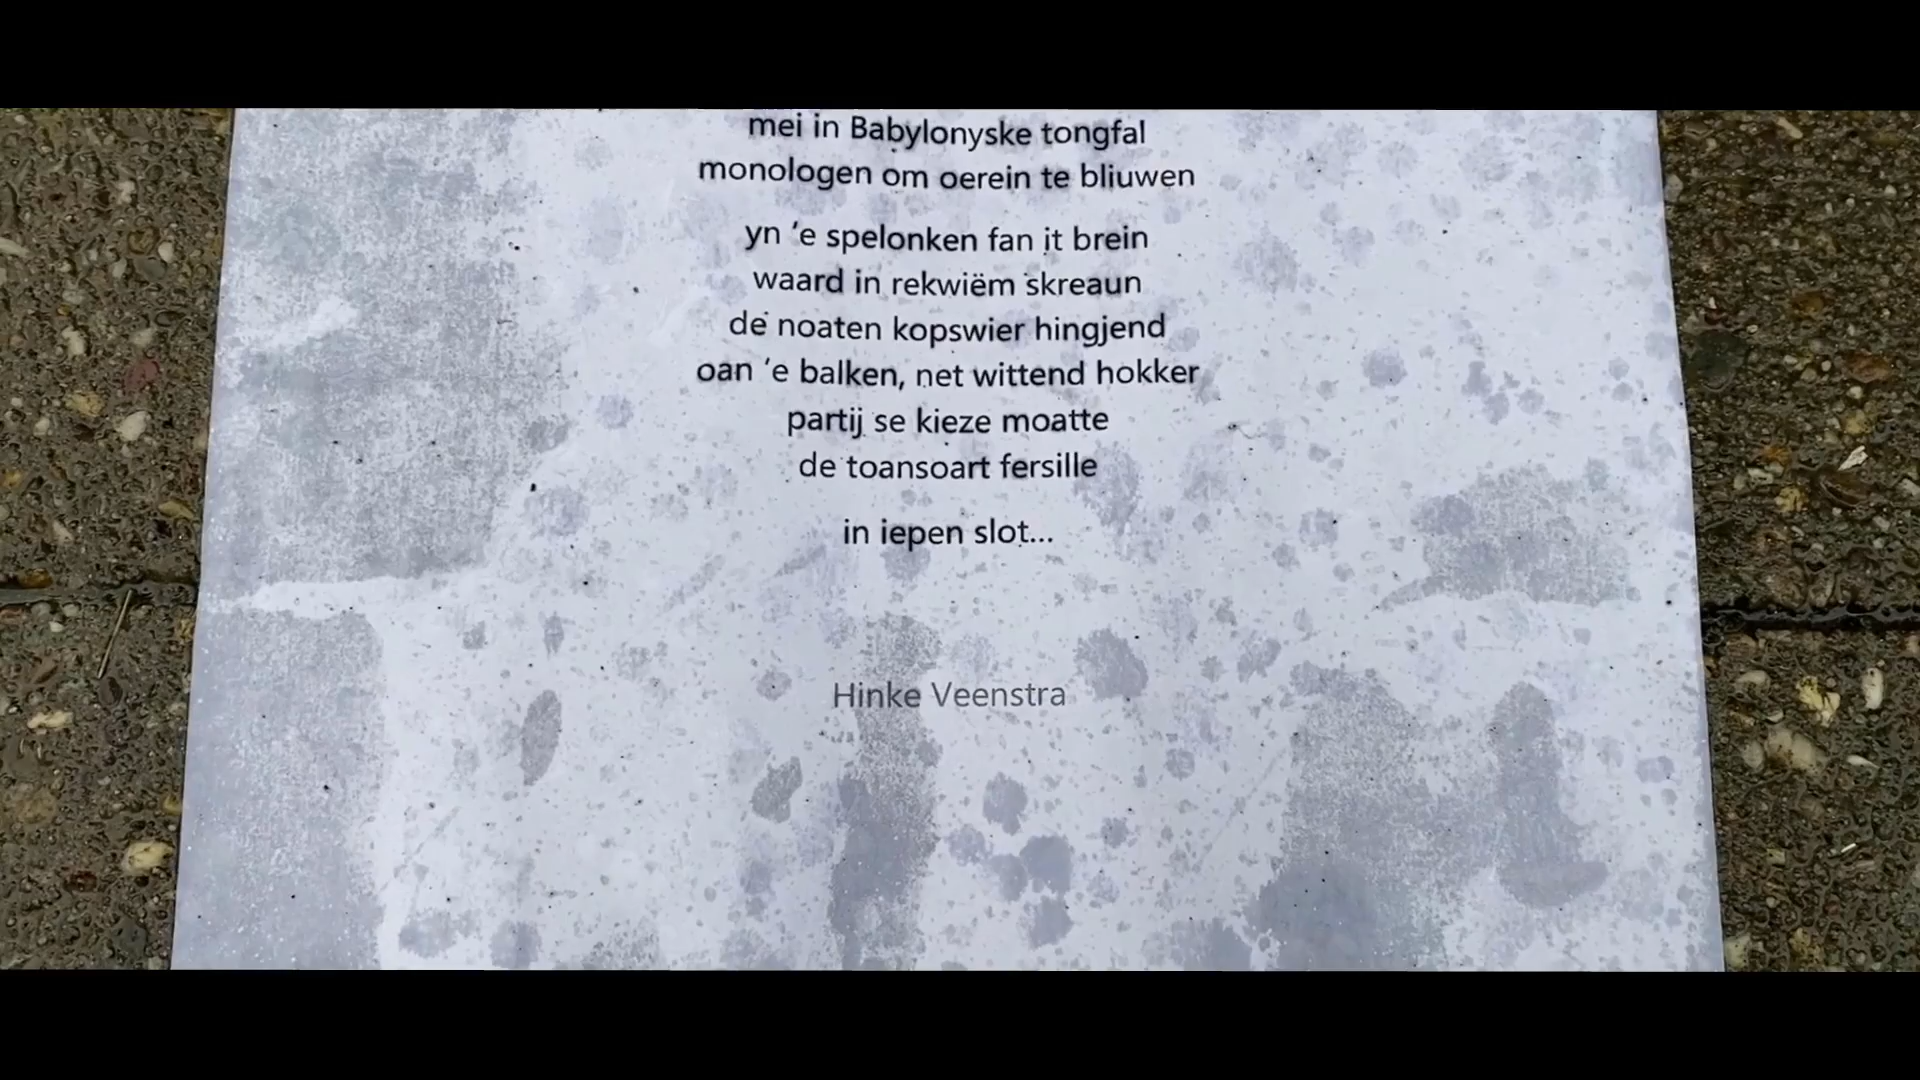 mei in Babylonyske tongfal
monologen om oerein te bliuwen
yn ’e spelonken fan it brein
waard in rekwiëm skreaun
de noaten kopswier hingjend
oan ’e balken, net wittend hokker
partij se kieze moatte
de toansoart fersille
in iepen slot...
Hinke Veenstra